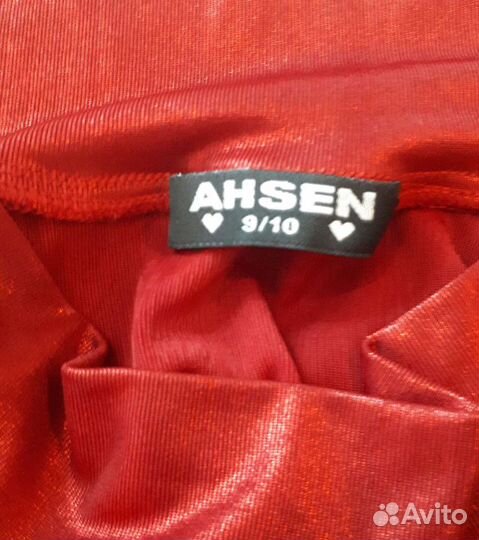 AHSEN
♥ 9/10 ♥
Avito